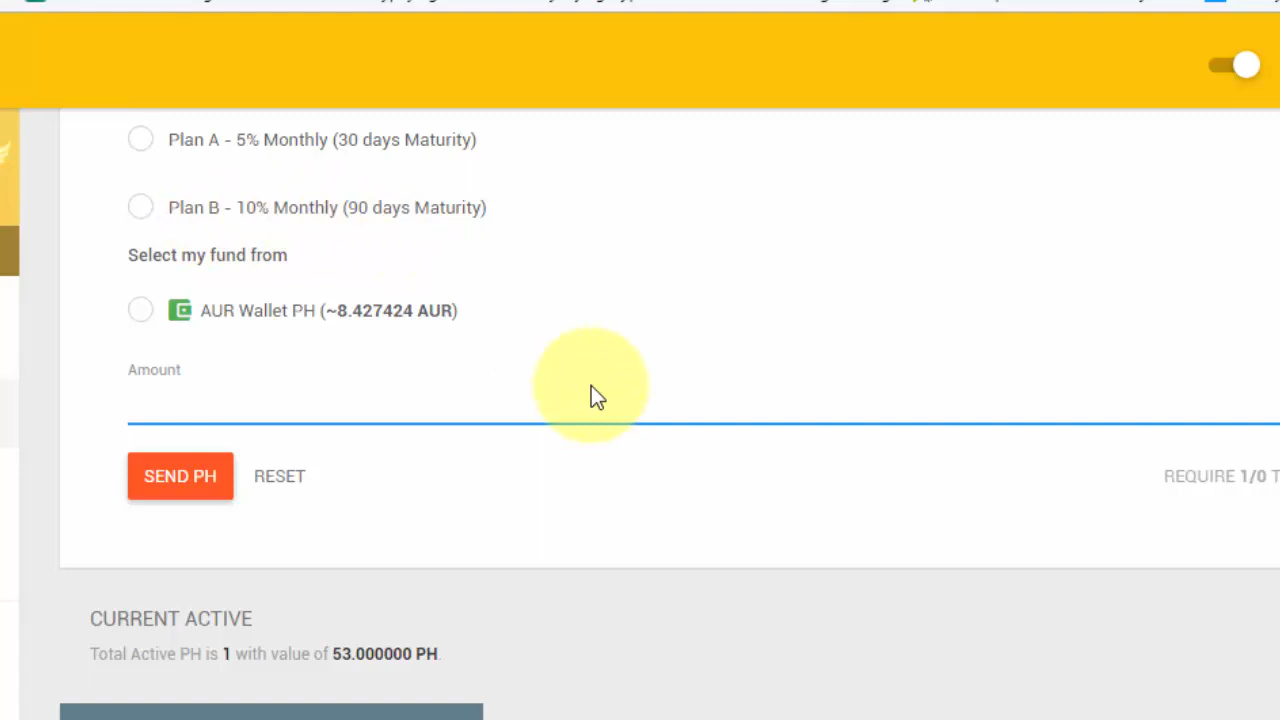 Plan A - 5% Monthly (30 days Maturity)
Plan B - 10% Monthly (90 days Maturity)
Select my fund from
AUR Wallet PH (~8.427424 AUR)
Amount
SEND PH
RESET
REQUIRE 1/0 T
CURRENT ACTIVE
Total Active PH is 1 with value of 53.000000 PH.